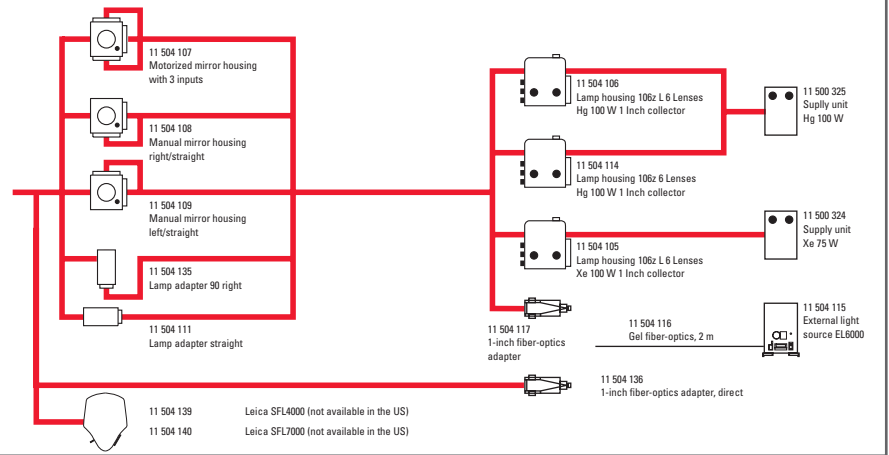 11 504 107
Motorized mirror housing
with 3 inputs
11 504 108
Manual mirror housing
right/straight
11 504 109
Manual mirror housing
left/straight
11 504 135
Lamp adapter 90 right
11 504 111
Lamp adapter straight
11 504 106
Lamp housing 106z L 6 Lenses
Hg 100 W 1 Inch collector
11 504 114
Lamp housing 106z 6 Lenses
Hg 100 W 1 Inch collector
11 504 105
Lamp housing 106z L 6 Lenses
Xe 100 W 1 Inch collector
11 500 325
Suplly unit
Hg 100 W
11 500 324
Supply unit
Xe 75 W
11 504 117
1-inch fiber-optics
adapter
11 504 116
Gel fiber-optics, 2 m
11 504 115
External light
source EL6000
11 504 136
1-inch fiber-optics adapter, direct
11 504 139 Leica SFL4000 (not available in the US)
11 504 140 Leica SFL7000 (not available in the US)